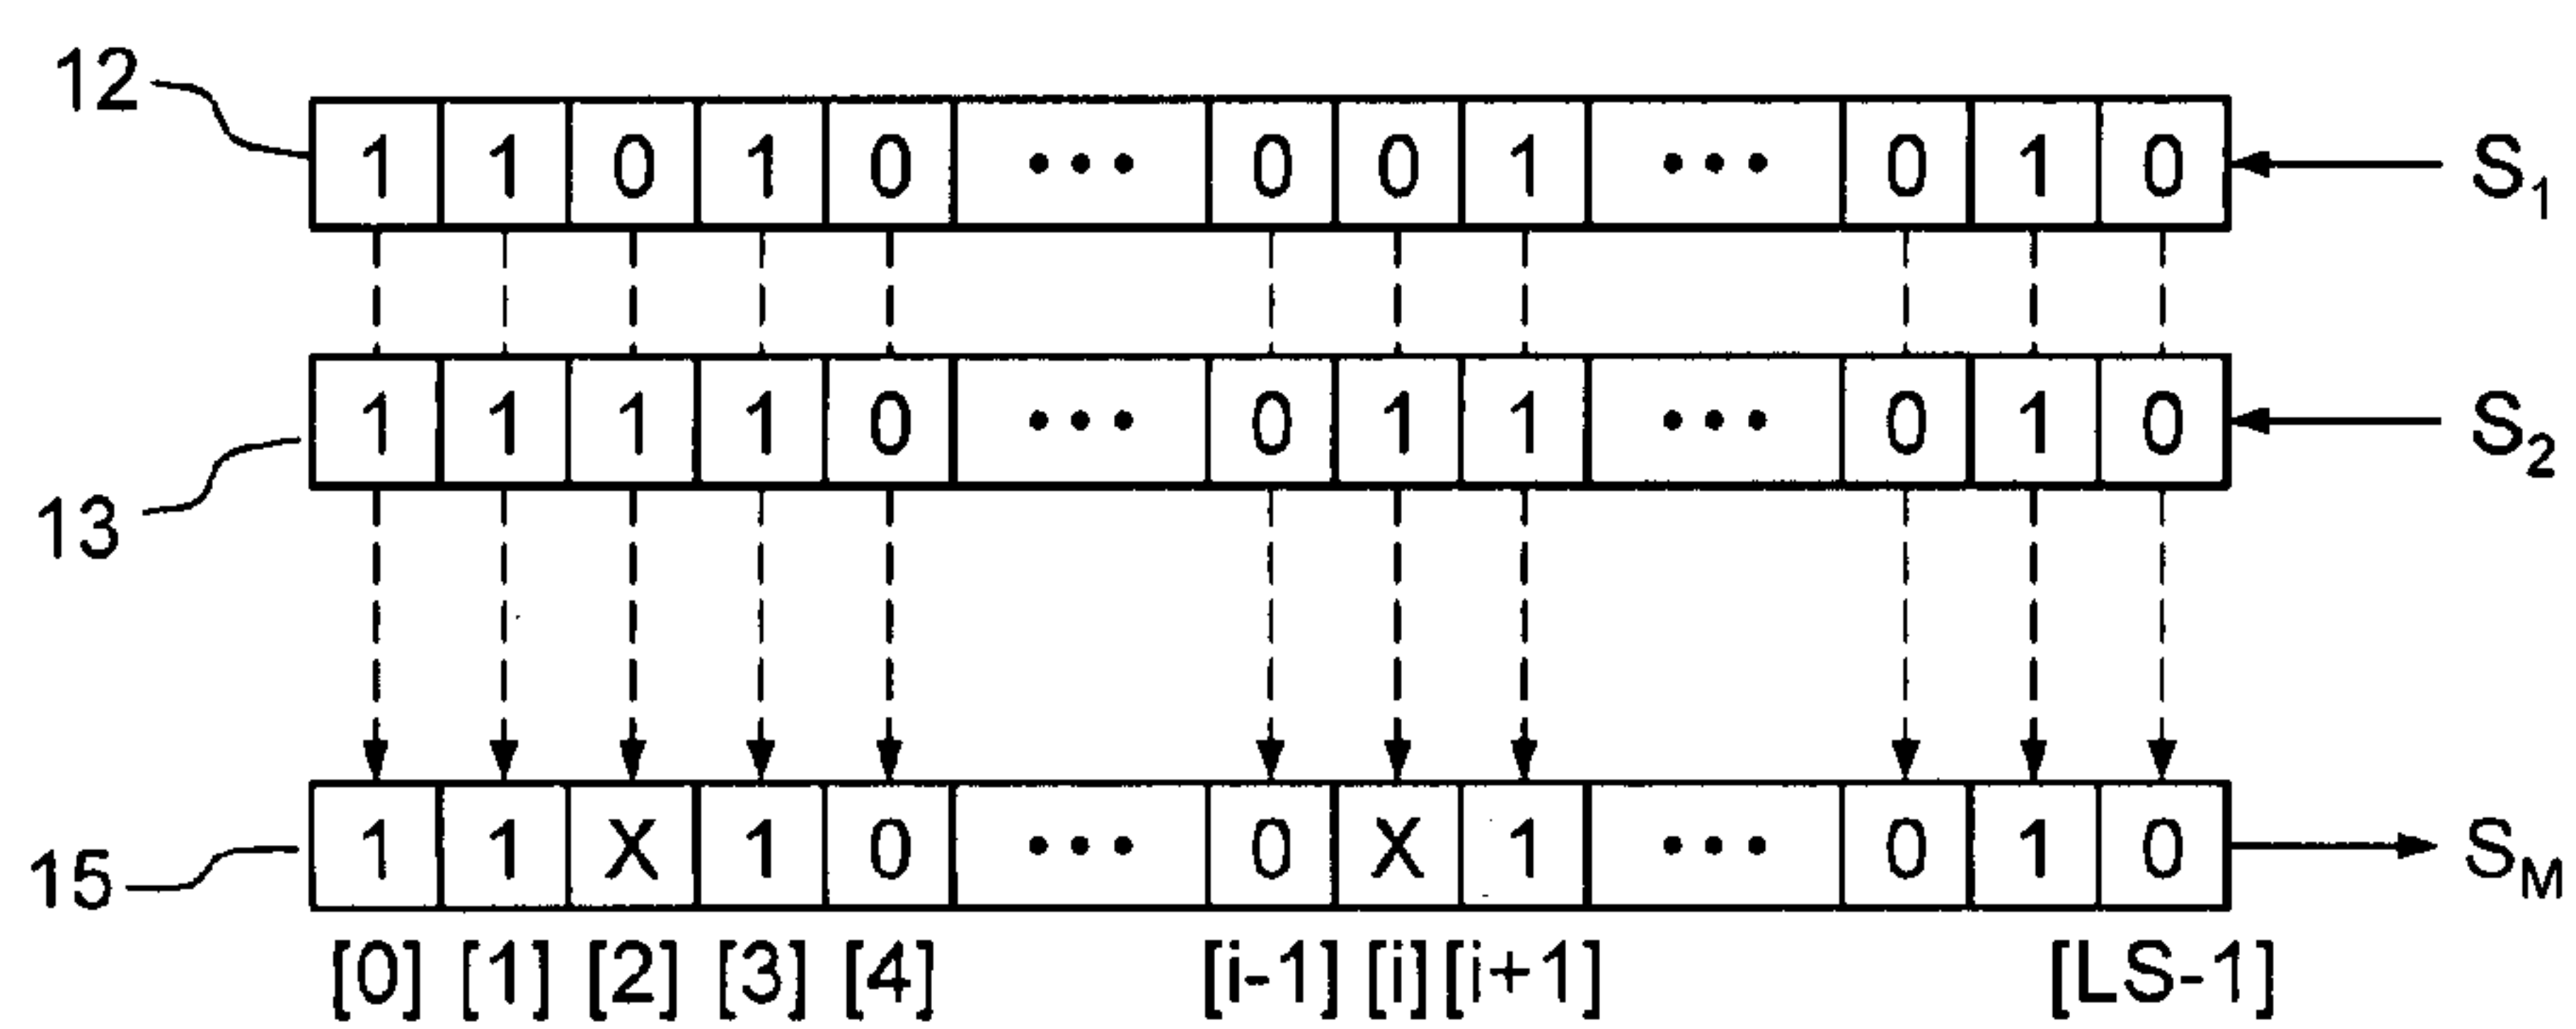 12
1 1 0 1 0 ••• 0 0 1 ••• 0 1 0 S1
1 1 1 1 0 ••• 0 1 1 ••• 0 1 0 S2
13
1 1 X 1 0 ••• 0 X 1 ••• 0 1 0 SM
15
[0] [1] [2] [3] [4] [i-1] [i] [i+1] [LS-1]